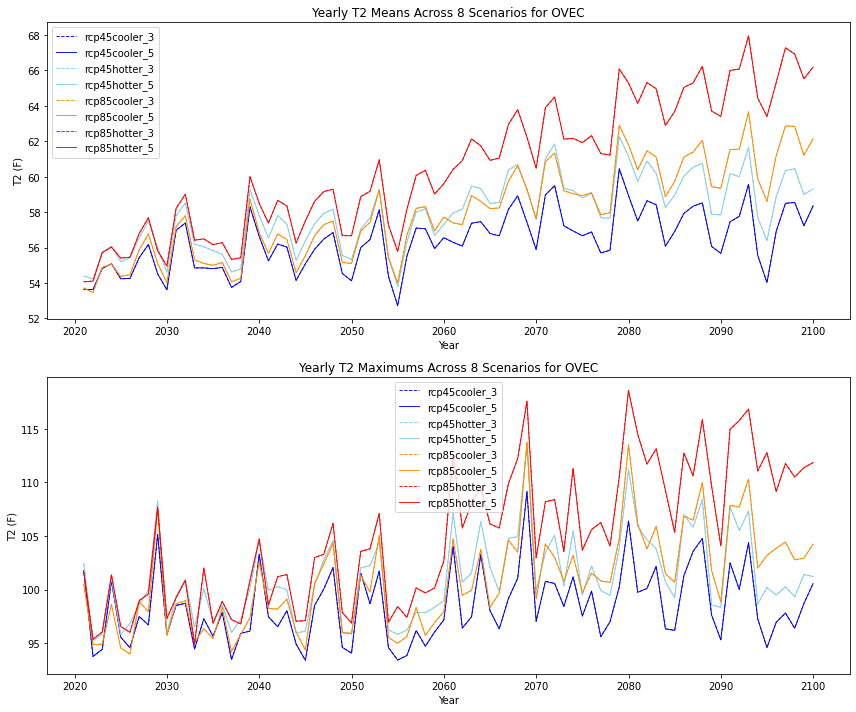 Yearly T2 Means Across 8 Scenarios for OVEC
68
66
64
62
60
58
56
54
52
T2 (F)
rcp45cooler_3
rcp45cooler_5
rcp45hotter_3
rcp45hotter_5
rcp85cooler_3
rcp85cooler_5
rcp85hotter_3
rcp85hotter_5
2020 2030 2040 2050 2060 2070 2080 2090 2100
Year
Yearly T2 Maximums Across 8 Scenarios for OVEC
115
110
105
100
95
T2 (F)
rcp45cooler_3
rcp45cooler_5
rcp45hotter_3
rcp45hotter_5
rcp85cooler_3
rcp85cooler_5
rcp85hotter_3
rcp85hotter_5
2020 2030 2040 2050 2060 2070 2080 2090 2100
Year